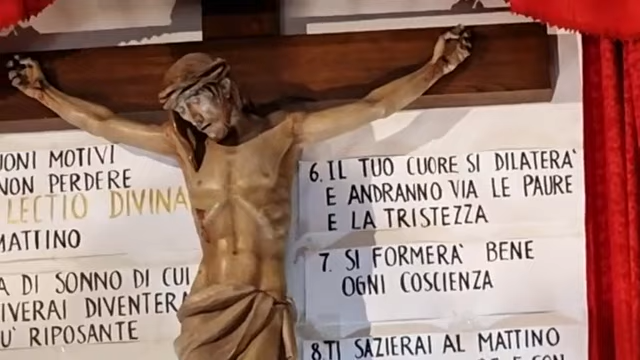 UONI MOTIVI
NON PERDERE
LECTIO DIVINA
MATTINO
A DI SONNO DI CUI
IVERAI DIVENTERA
U' RIPOSANTE
6. IL TUO CUORE SI DILATERA'
E ANDRANNO VIA LE PAURE
E LA TRISTEZZA
7. SI FORMERA' BENE
OGNI COSCIENZA
8. TI SAZIERAI AL MATTINO